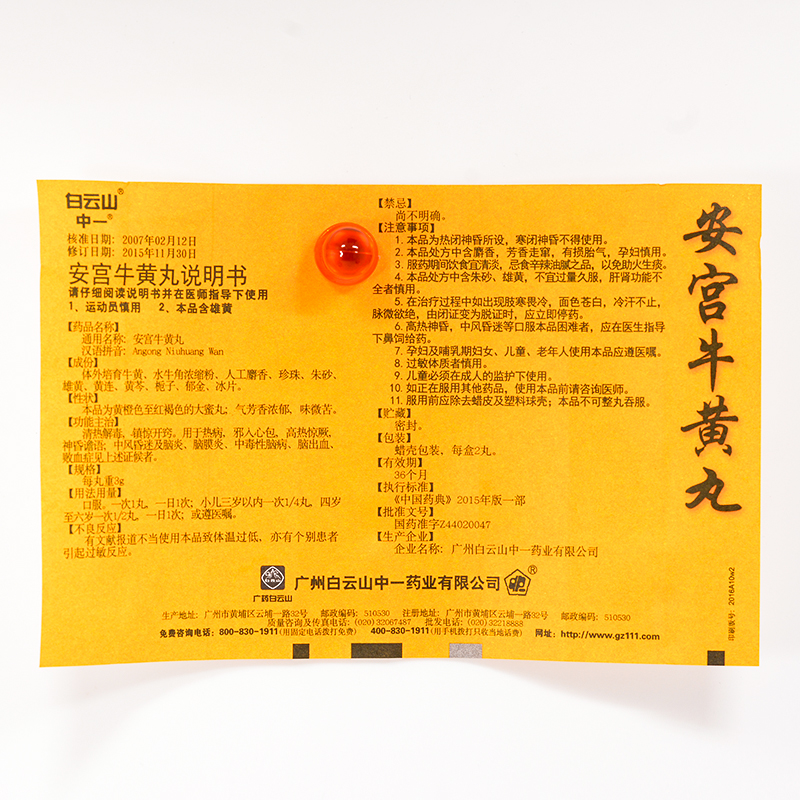 白云山®
中一®
核准日期：2007年02月12日
修订日期：2015年11月30日
安宫牛黄丸说明书
请仔细阅读说明书并在医师指导下使用
1、运动员慎用　2、本品含雄黄
【药品名称】
通用名称：安宫牛黄丸
汉语拼音：Angong Niuhuang Wan
【成份】
体外培育牛黄、水牛角浓缩粉、人工麝香、珍珠、朱砂、
雄黄、黄连、黄芩、栀子、郁金、冰片。
【性状】
本品为黄橙色至红褐色的大蜜丸；气芳香浓郁，味微苦。
【功能主治】
清热解毒，镇惊开窍。用于热病，邪入心包，高热惊厥，
神昏谵语；中风昏迷及脑炎、脑膜炎、中毒性脑病、脑出血、
败血症见上述证候者。
【规格】
每丸重3g
【用法用量】
口服。一次1丸，一日1次；小儿三岁以内一次1/4丸，四岁
至六岁一次1/2丸，一日1次；或遵医嘱。
【不良反应】
有文献报道不当使用本品致体温过低，亦有个别患者
引起过敏反应。
【禁忌】
尚不明确。
【注意事项】
1. 本品为热闭神昏所设，寒闭神昏不得使用。
2. 本品处方中含麝香，芳香走窜，有损胎气，孕妇慎用。
3. 服药期间饮食宜清淡，忌食辛辣油腻之品，以免助火生痰。
4. 本品处方中含朱砂、雄黄，不宜过量久服，肝肾功能不
全者慎用。
5. 在治疗过程中如出现肢寒畏冷，面色苍白，冷汗不止，
脉微欲绝，由闭证变为脱证时，应立即停药。
6. 高热神昏，中风昏迷等口服本品困难者，应在医生指导
下鼻饲给药。
7. 孕妇及哺乳期妇女、儿童、老年人使用本品应遵医嘱。
8. 过敏体质者慎用。
9. 儿童必须在成人的监护下使用。
10. 如正在服用其他药品，使用本品前请咨询医师。
11. 服用前应除去蜡皮及塑料球壳；本品不可整丸吞服。
【贮藏】
密封。
【包装】
蜡壳包装，每盒2丸。
【有效期】
36个月
【执行标准】
《中国药典》2015年版一部
【批准文号】
国药准字Z44020047
【生产企业】
企业名称：广州白云山中一药业有限公司
安宫牛黄丸
广药白云山
广州白云山中一药业有限公司
®
生产地址：广州市黄埔区云埔一路32号　邮政编码：510530　注册地址：广州市黄埔区云埔一路32号　邮政编码：510530
质量咨询及传真电话：(020)32067487　批发电话：(020)32218888
免费咨询电话：800-830-1911(用固定电话拨打免费)　400-830-1911(用手机拨打只收当地话费)　网址：http://www.gz111.com
印刷版号：2016A10w2